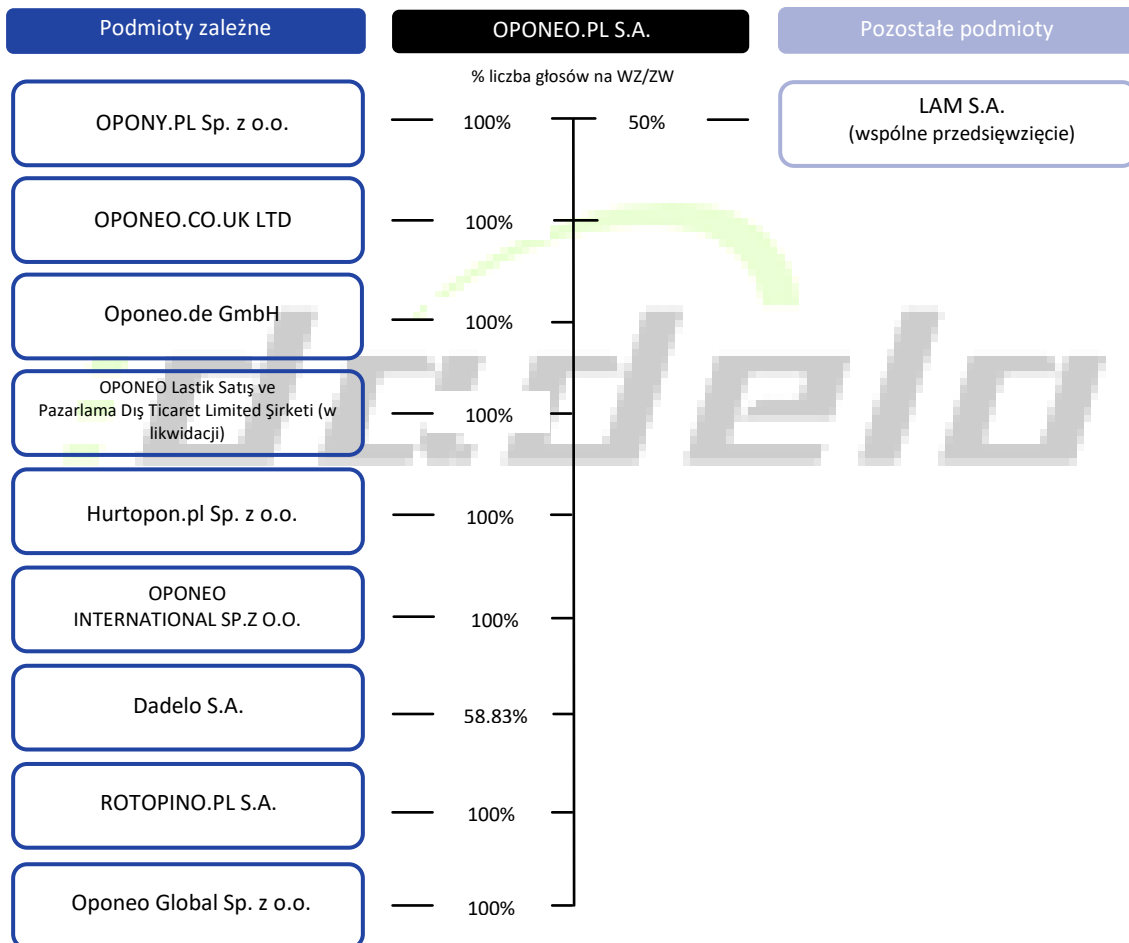 Podmioty zależne
OPONEO.PL S.A.
Pozostałe podmioty
% liczba głosów na WZ/ZW
OPONY.PL Sp. z o.o.
100%
50%
LAM S.A.
(wspólne przedsięwzięcie)
OPONEO.CO.UK LTD
100%
Oponeo.de GmbH
100%
OPONEO Lastik Satış ve
Pazarlama Dış Ticaret Limited Şirketi (w
likwidacji)
100%
dadelo
Hurtopon.pl Sp. z o.o.
100%
OPONEO
INTERNATIONAL SP.Z O.O.
100%
Dadelo S.A.
58.83%
ROTOPINO.PL S.A.
100%
Oponeo Global Sp. z o.o.
100%